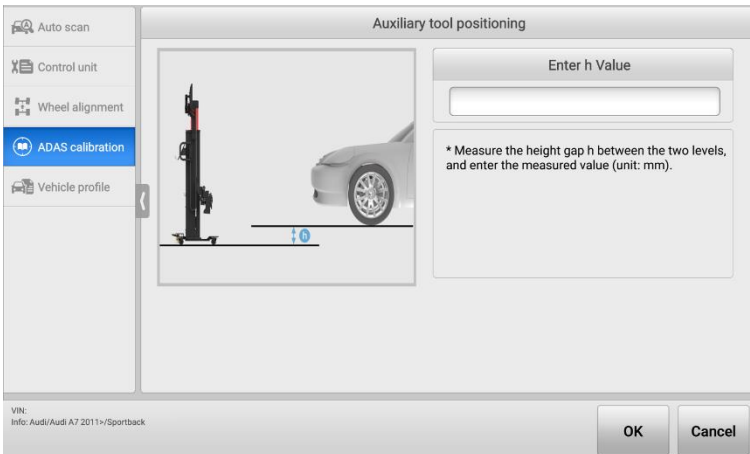 Auto scan
Control unit
Wheel alignment
ADAS calibration
Vehicle profile
Auxiliary tool positioning
h
Enter h Value
* Measure the height gap h between the two levels,
and enter the measured value (unit: mm).
VIN:
Info: Audi/Audi A7 2011>/Sportback
OK
Cancel